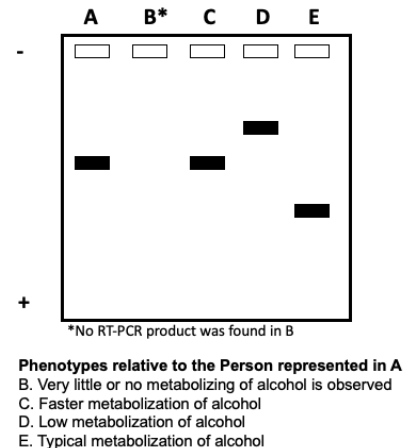 A B* C D E
-
+
*No RT-PCR product was found in B
Phenotypes relative to the Person represented in A
B. Very little or no metabolizing of alcohol is observed
C. Faster metabolization of alcohol
D. Low metabolization of alcohol
E. Typical metabolization of alcohol